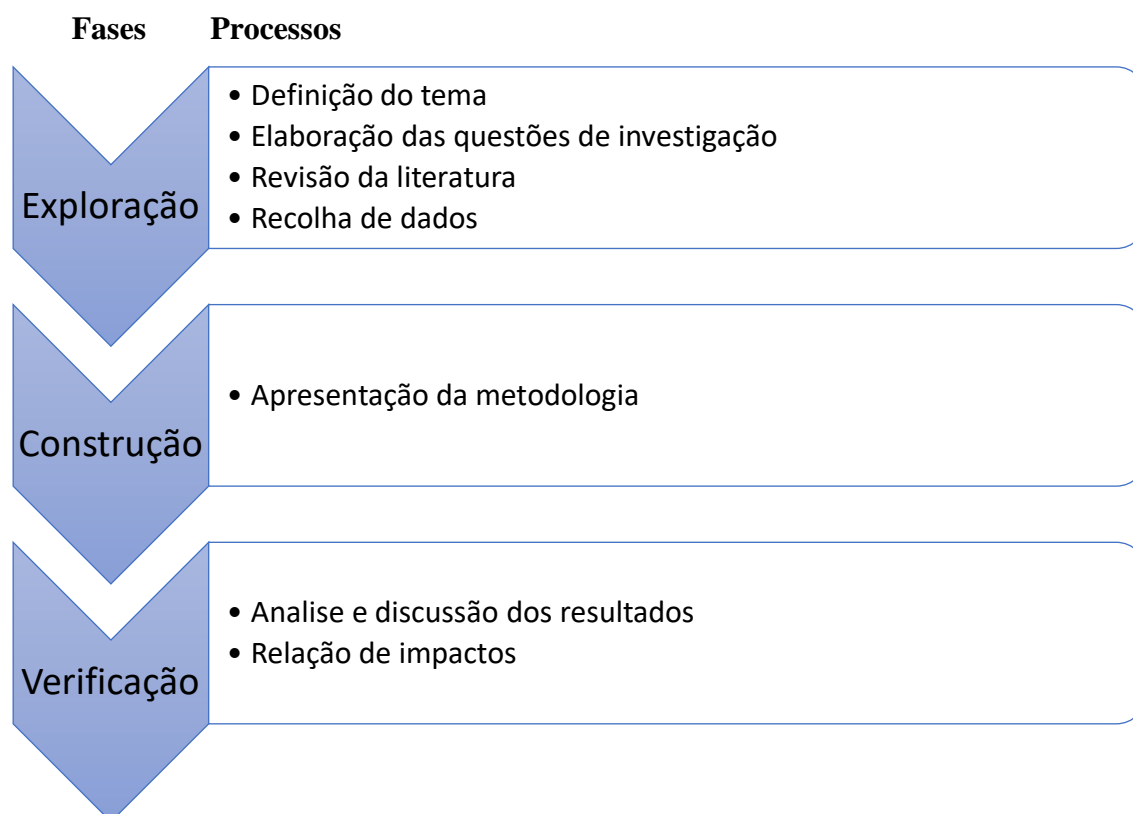 Fases Processos
• Definição do tema
• Elaboração das questões de investigação
• Revisão da literatura
• Recolha de dados
Exploração
• Apresentação da metodologia
Construção
• Analise e discussão dos resultados
• Relação de impactos
Verificação